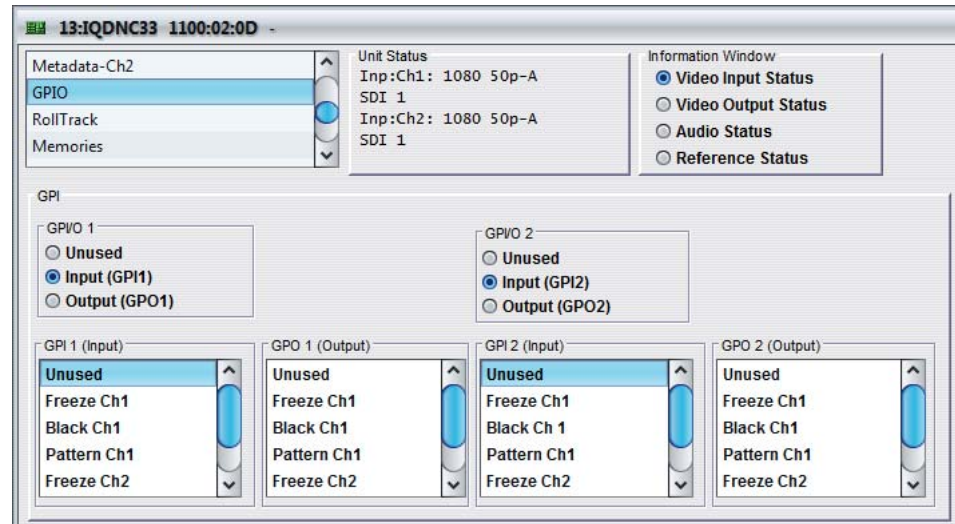 13:IQDNC33 1100:02:0D -
Metadata-Ch2
GPIO
RollTrack
Memories
Unit Status
Inp:Ch1: 1080 50p-A
SDI 1
Inp:Ch2: 1080 50p-A
SDI 1
Information Window
Video Input Status
Video Output Status
Audio Status
Reference Status
GPI
GPI/O 1
Unused
Input (GPI1)
Output (GPO1)
GPI/O 2
Unused
Input (GPI2)
Output (GPO2)
GPI 1 (Input)
Unused
Freeze Ch1
Black Ch1
Pattern Ch1
Freeze Ch2
GPO 1 (Output)
Unused
Freeze Ch1
Black Ch1
Pattern Ch1
Freeze Ch2
GPI 2 (Input)
Unused
Freeze Ch1
Black Ch 1
Pattern Ch1
Freeze Ch2
GPO 2 (Output)
Unused
Freeze Ch1
Black Ch1
Pattern Ch1
Freeze Ch2